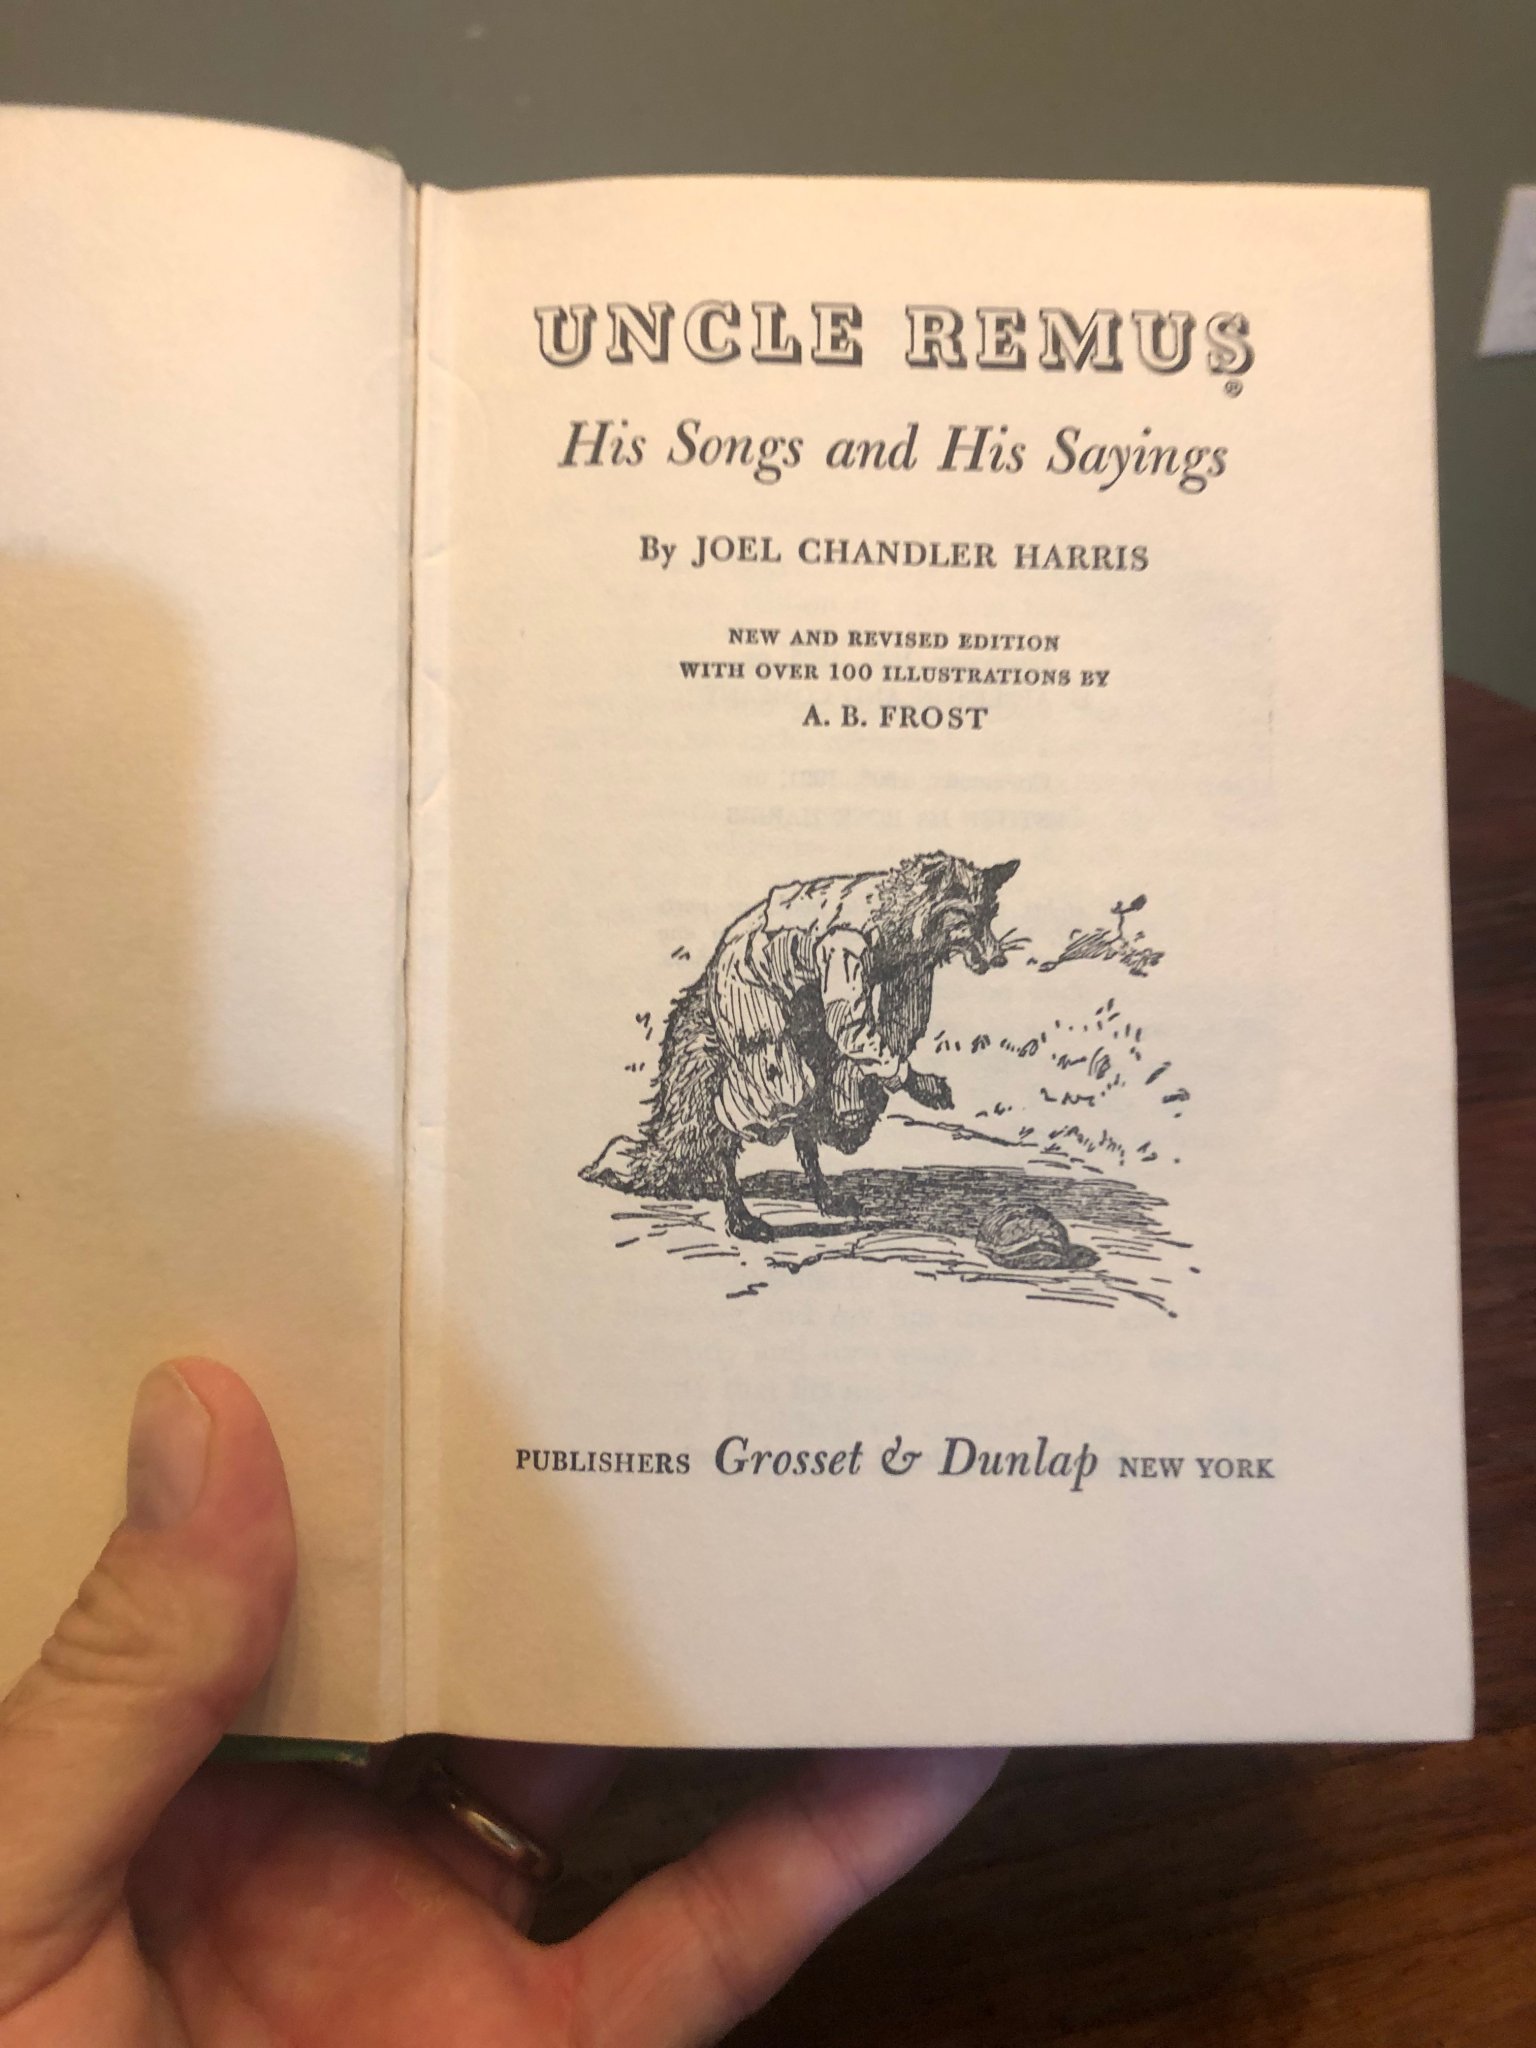 UNCLE REMUS®
His Songs and His Sayings
By JOEL CHANDLER HARRIS
NEW AND REVISED EDITION
WITH OVER 100 ILLUSTRATIONS BY
A. B. FROST
PUBLISHERS Grosset & Dunlap NEW YORK